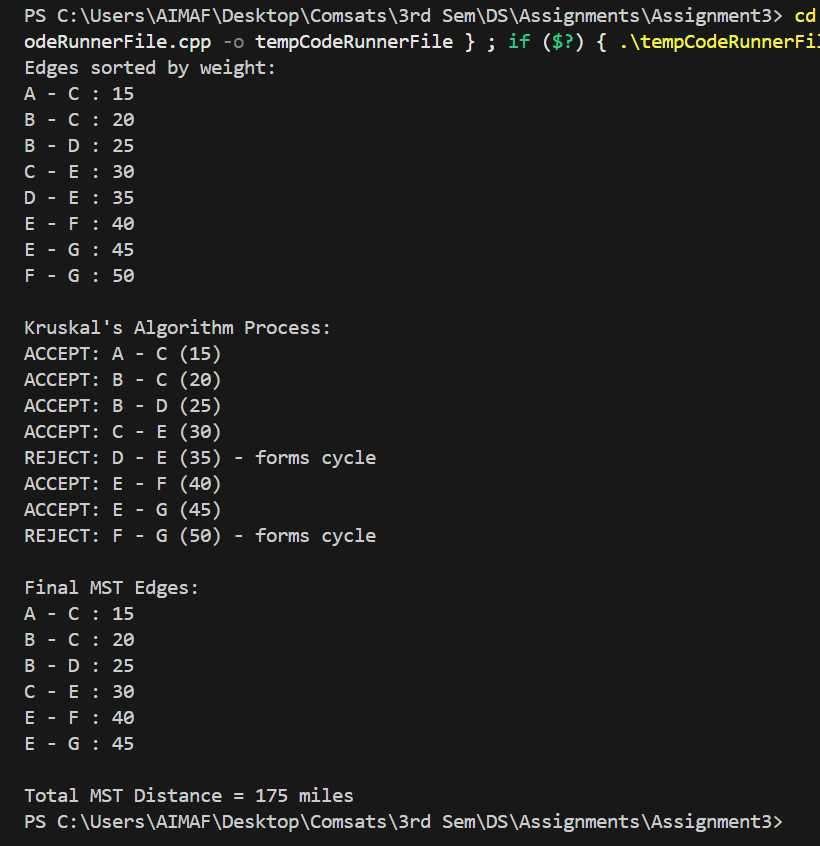 PS C:\Users\AIMAF\Desktop\Comsats\3rd Sem\DS\Assignments\Assignment3> cd
odeRunnerFile.cpp -o tempCodeRunnerFile } ; if ($?) { .\tempCodeRunnerFil
Edges sorted by weight:
A - C : 15
B - C : 20
B - D : 25
C - E : 30
D - E : 35
E - F : 40
E - G : 45
F - G : 50
Kruskal's Algorithm Process:
ACCEPT: A - C (15)
ACCEPT: B - C (20)
ACCEPT: B - D (25)
ACCEPT: C - E (30)
REJECT: D - E (35) - forms cycle
ACCEPT: E - F (40)
ACCEPT: E - G (45)
REJECT: F - G (50) - forms cycle
Final MST Edges:
A - C : 15
B - C : 20
B - D : 25
C - E : 30
E - F : 40
E - G : 45
Total MST Distance = 175 miles
PS C:\Users\AIMAF\Desktop\Comsats\3rd Sem\DS\Assignments\Assignment3>